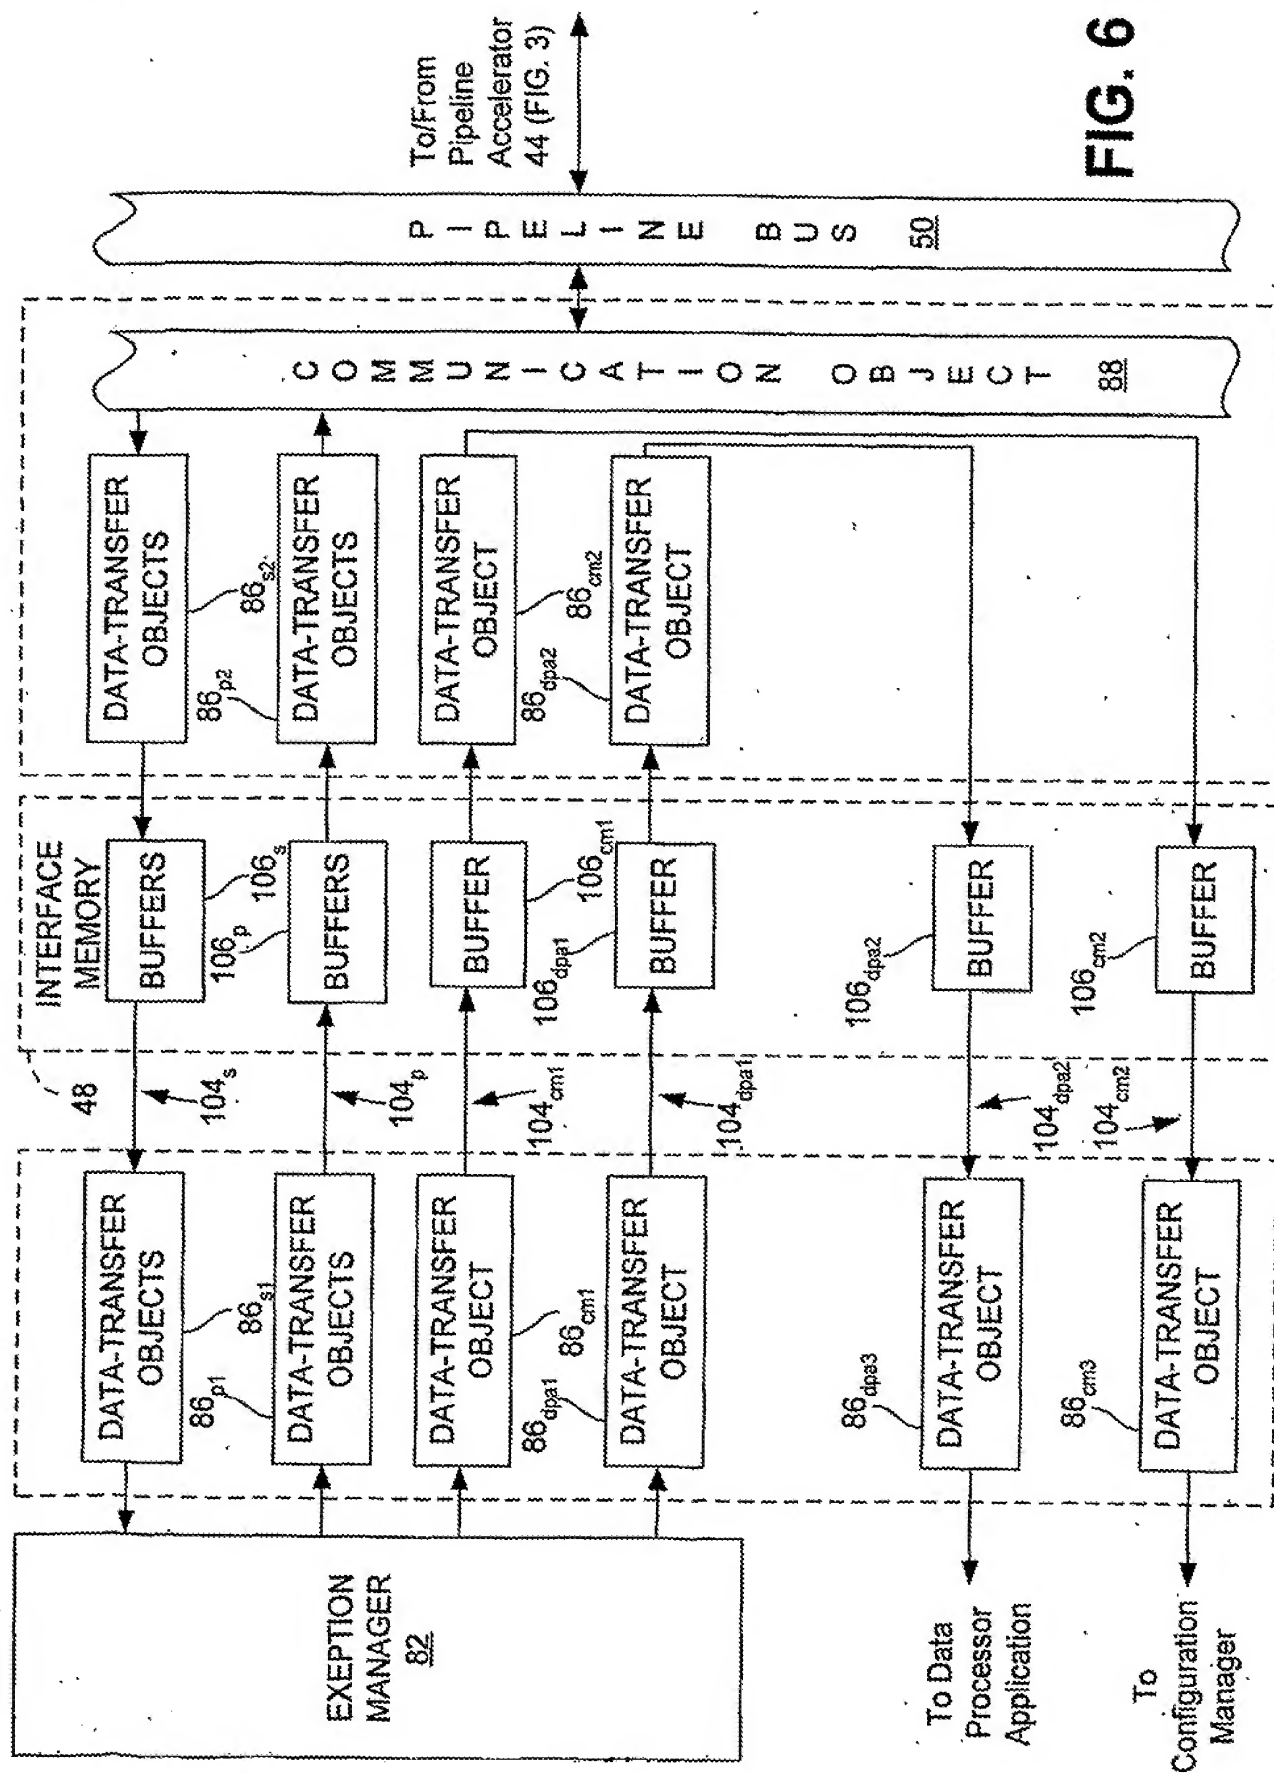 EXEPTION
MANAGER
82
To Data
Processor
Application
To
Configuration
Manager
DATA-TRANSFER
OBJECTS
86s1
86p1
DATA-TRANSFER
OBJECTS
DATA-TRANSFER
OBJECT
86cm1
86dpa1
DATA-TRANSFER
OBJECT
86dpa3
DATA-TRANSFER
OBJECT
86cm3
DATA-TRANSFER
OBJECT
48
104s
104p
104cm1
104dpa1
104dpa2
104cm2
INTERFACE
MEMORY
BUFFERS
106s
106p
BUFFERS
BUFFER
106cm1
106dpa1
BUFFER
106dpa2
BUFFER
106cm2
BUFFER
DATA-TRANSFER
OBJECTS
86s2
86p2
DATA-TRANSFER
OBJECTS
DATA-TRANSFER
OBJECT
86cm2
86dpa2
DATA-TRANSFER
OBJECT
COMMUNICATION OBJECT
88
PIPELINE BUS
50
To/From
Pipeline
Accelerator
44 (FIG. 3)
FIG. 6